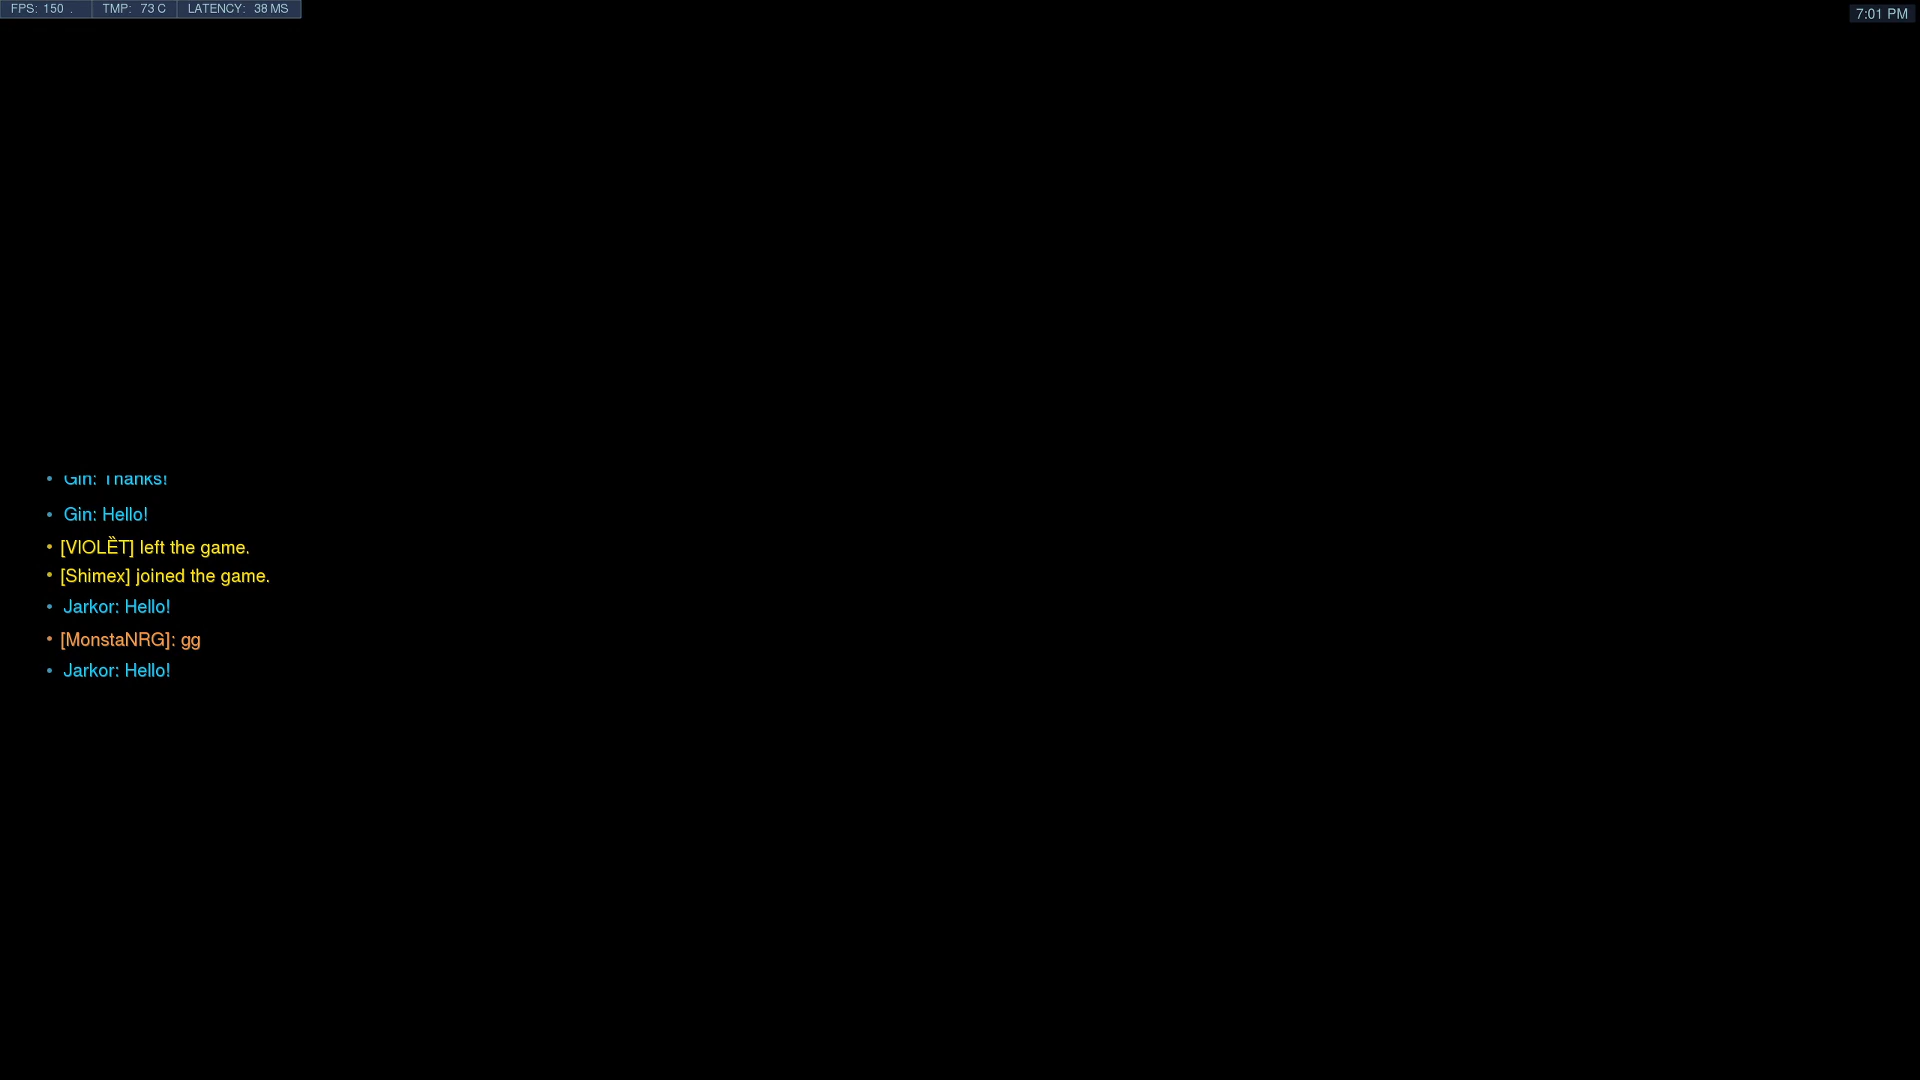 FPS: 150 . TMP: 73 C LATENCY: 38 MS
7:01 PM
• Gin: Thanks!
• Gin: Hello!
• [VIOLÈT] left the game.
• [Shimex] joined the game.
• Jarkor: Hello!
• [MonstaNRG]: gg
• Jarkor: Hello!